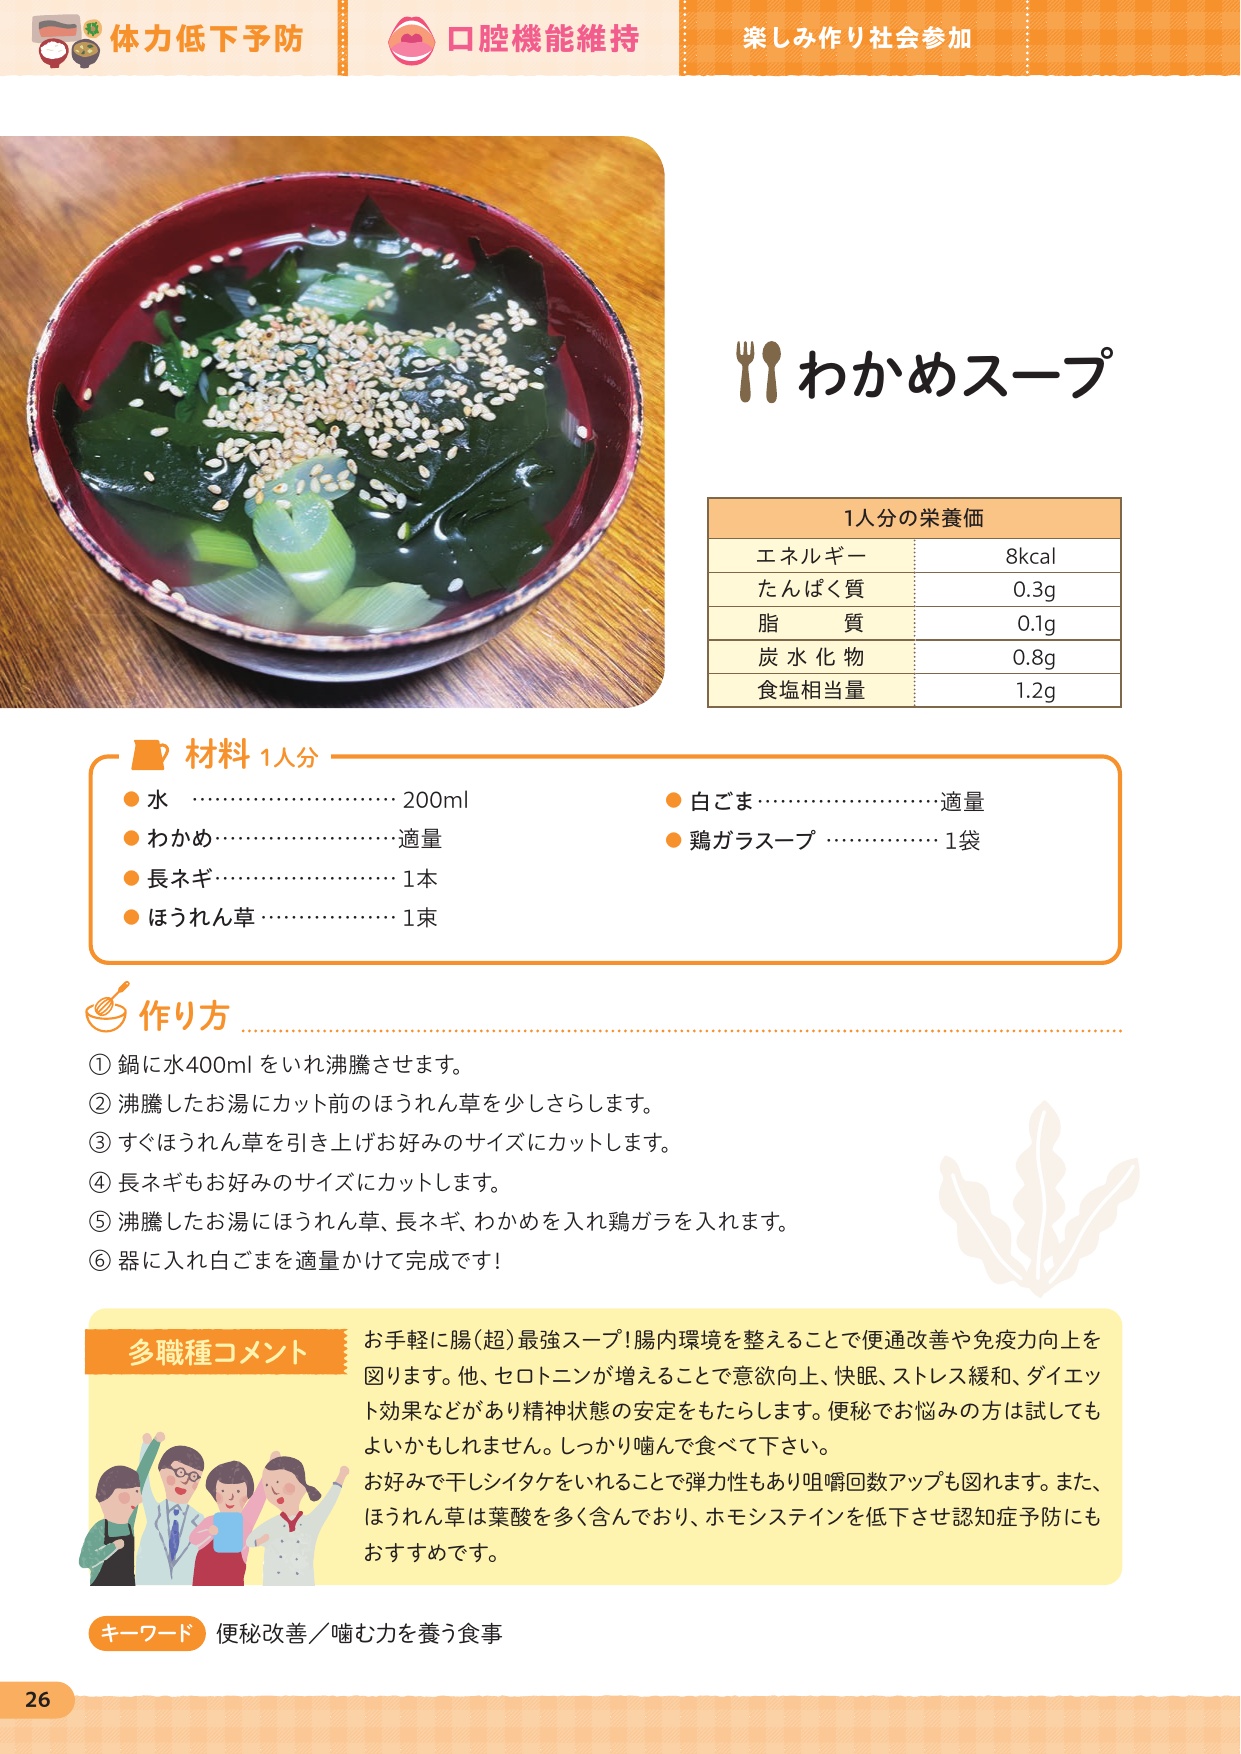 体力低下予防
口腔機能維持
楽しみ作り社会参加
わかめスープ
1人分の栄養価
エネルギー 8kcal
たんぱく質 0.3g
脂質 0.1g
炭水化物 0.8g
食塩相当量 1.2g
材料 1人分
● 水 ………………………… 200ml
● わかめ……………………適量
● 長ネギ…………………… 1本
● ほうれん草 ……………… 1束
● 白ごま……………………適量
● 鶏ガラスープ …………… 1袋
作り方
① 鍋に水400ml をいれ沸騰させます。
② 沸騰したお湯にカット前のほうれん草を少しさらします。
③ すぐほうれん草を引き上げお好みのサイズにカットします。
④ 長ネギもお好みのサイズにカットします。
⑤ 沸騰したお湯にほうれん草、長ネギ、わかめを入れ鶏ガラを入れます。
⑥ 器に入れ白ごまを適量かけて完成です!
多職種コメント
お手軽に腸(超)最強スープ!腸内環境を整えることで便通改善や免疫力向上を
図ります。他、セロトニンが増えることで意欲向上、快眠、ストレス緩和、ダイエッ
ト効果などがあり精神状態の安定をもたらします。便秘でお悩みの方は試しても
よいかもしれません。しっかり噛んで食べて下さい。
お好みで干しシイタケをいれることで弾力性もあり咀嚼回数アップも図れます。また、
ほうれん草は葉酸を多く含んでおり、ホモシステインを低下させ認知症予防にも
おすすめです。
キーワード 便秘改善／噛む力を養う食事
26